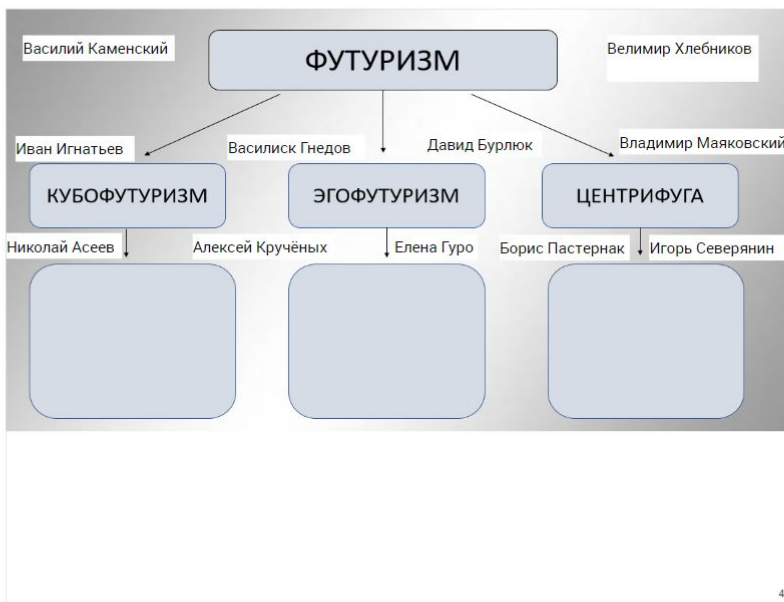 Василий Каменский
ФУТУРИЗМ
Велимир Хлебников
Иван Игнатьев
Василиск Гнедов
Давид Бурлюк
Владимир Маяковский
КУБОФУТУРИЗМ
ЭГОФУТУРИЗМ
ЦЕНТРИФУГА
Николай Асеев
Алексей Кручёных
Елена Гуро
Борис Пастернак
Игорь Северянин
4